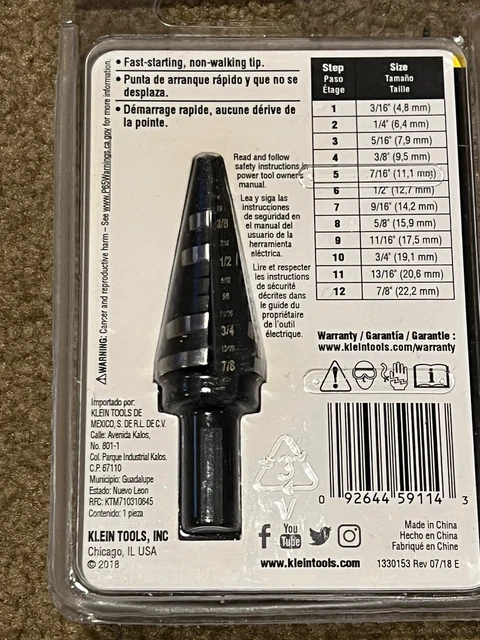 • Fast-starting, non-walking tip.
• Punta de arranque rápido y que no se
desplaza.
• Démarrage rapide, aucune dérive de
la pointe.
⚠WARNING: Cancer and reproductive harm – See www.P65Warnings.ca.gov for more information.
Read and follow
safety instructions in
power tool owner's
manual.
Lea y siga las
instrucciones
de seguridad en
el manual del
usuario de la
herramienta
eléctrica.
Lire et respecter
les instructions
de sécurité
décrites dans
le guide du
propriétaire
de l'outil
électrique.
3/8
1/2
3/4
13/16
7/8
Step Size
Paso Tamaño
Étage Taille
1 3/16" (4,8 mm)
2 1/4" (6,4 mm)
3 5/16" (7,9 mm)
4 3/8" (9,5 mm)
5 7/16" (11,1 mm)
6 1/2" (12,7 mm)
7 9/16" (14,2 mm)
8 5/8" (15,9 mm)
9 11/16" (17,5 mm)
10 3/4" (19,1 mm)
11 13/16" (20,6 mm)
12 7/8" (22,2 mm)
Warranty / Garantía / Garantie :
www.kleintools.com/warranty
Importado por:
KLEIN TOOLS DE
MEXICO, S. DE R.L. DE C.V.
Calle: Avenida Kalos,
No. 801-1
Col. Parque Industrial Kalos.
C.P. 67110
Municipio: Guadalupe
Estado: Nuevo Leon
RFC: KTM710310645
Contenido: 1 pieza
KLEIN TOOLS, INC
Chicago, IL USA
© 2018
3
V
0 92644 59114 3
f You Tube
www.kleintools.com
Made in China
Hecho en China
Fabriqué en Chine
1330153 Rev 07/18 E